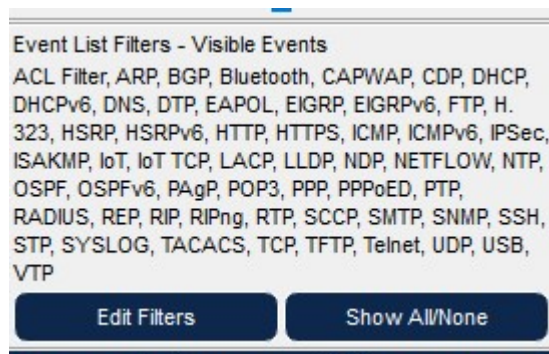 Event List Filters - Visible Events
ACL Filter, ARP, BGP, Bluetooth, CAPWAP, CDP, DHCP,
DHCPv6, DNS, DTP, EAPOL, EIGRP, EIGRPv6, FTP, H.
323, HSRP, HSRPv6, HTTP, HTTPS, ICMP, ICMPv6, IPSec,
ISAKMP, IoT, IoT TCP, LACP, LLDP, NDP, NETFLOW, NTP,
OSPF, OSPFv6, PAgP, POP3, PPP, PPPoED, PTP,
RADIUS, REP, RIP, RIPng, RTP, SCCP, SMTP, SNMP, SSH,
STP, SYSLOG, TACACS, TCP, TFTP, Telnet, UDP, USB,
VTP
Edit Filters
Show All/None